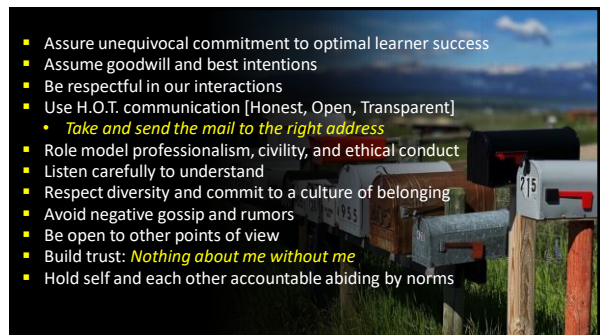 ▪ Assure unequivocal commitment to optimal learner success
▪ Assume goodwill and best intentions
▪ Be respectful in our interactions
▪ Use H.O.T. communication [Honest, Open, Transparent]
• Take and send the mail to the right address
▪ Role model professionalism, civility, and ethical conduct
▪ Listen carefully to understand
▪ Respect diversity and commit to a culture of belonging
▪ Avoid negative gossip and rumors
▪ Be open to other points of view
▪ Build trust: Nothing about me without me
▪ Hold self and each other accountable abiding by norms
215
1955